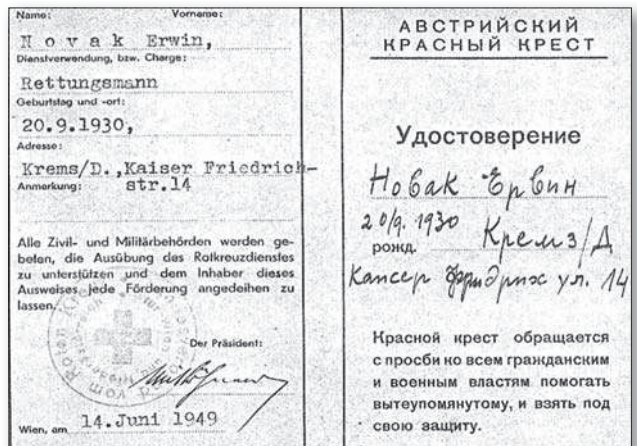 Name: Vorname:
Novak Erwin,
Dienstverwendung, bzw. Charge:
Rettungsmann
Geburtstag und -ort:
20.9.1930,
Adresse:
Krems/D.,Kaiser Friedrich-
Anmerkung: str.14
Alle Zivil- und Militärbehörden werden ge-
beten, die Ausübung des Rotkreuzdienstes
zu unterstützen und dem Inhaber dieses
Ausweises jede Förderung angedeihen zu
lassen.
Der Präsident:
Wien, am 14.Juni 1949
АВСТРИЙСКИЙ
КРАСНЫЙ КРЕСТ
Удостоверение
Новак Ервин
20/9. 1930
рожд. Кремз/Д
Кайсер Фридрих ул. 14
Красной крест обращается
с просби ко всем гражданским
и военным властям помогать
вытеупомянутому, и взять под
свою защиту.